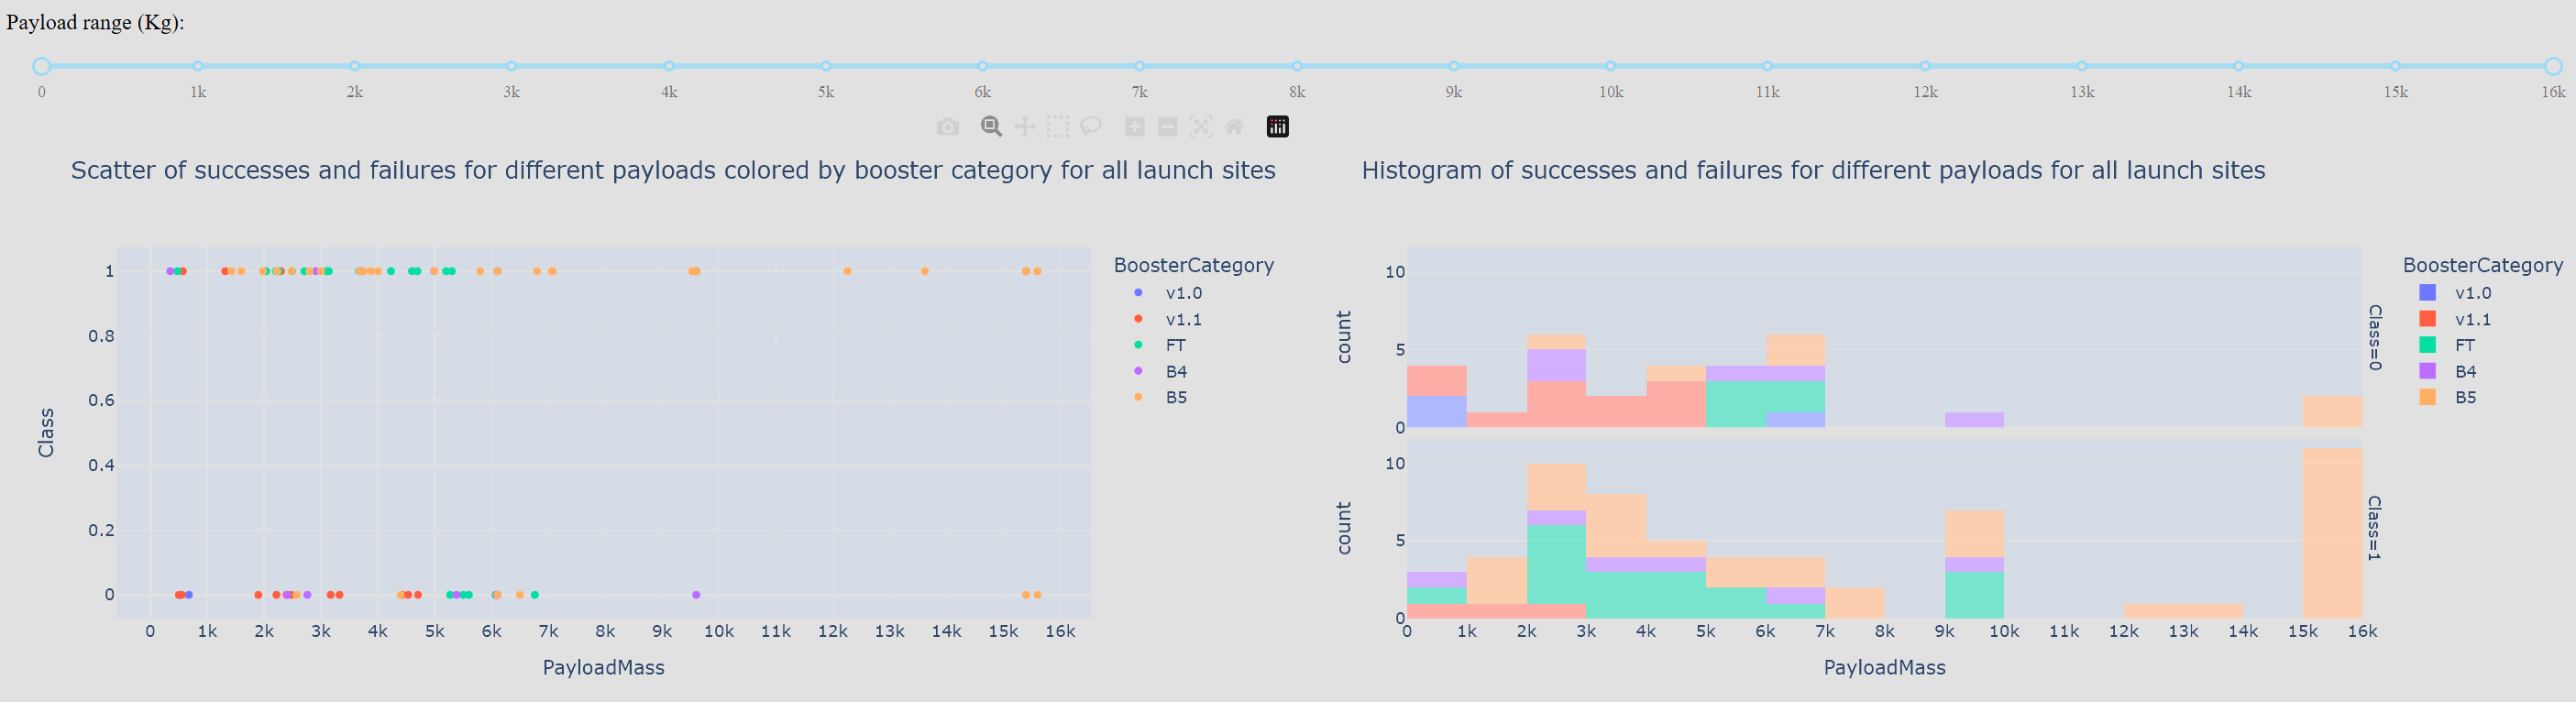 Payload range (Kg):
0 1k 2k 3k 4k 5k 6k 7k 8k 9k 10k 11k 12k 13k 14k 15k 16k
Scatter of successes and failures for different payloads colored by booster category for all launch sites
1
0.8
0.6
0.4
0.2
0
Class
0 1k 2k 3k 4k 5k 6k 7k 8k 9k 10k 11k 12k 13k 14k 15k 16k
PayloadMass
BoosterCategory
v1.0
v1.1
FT
B4
B5
Histogram of successes and failures for different payloads for all launch sites
10
5
0
count
Class=0
10
5
0
count
Class=1
0 1k 2k 3k 4k 5k 6k 7k 8k 9k 10k 11k 12k 13k 14k 15k 16k
PayloadMass
BoosterCategory
v1.0
v1.1
FT
B4
B5